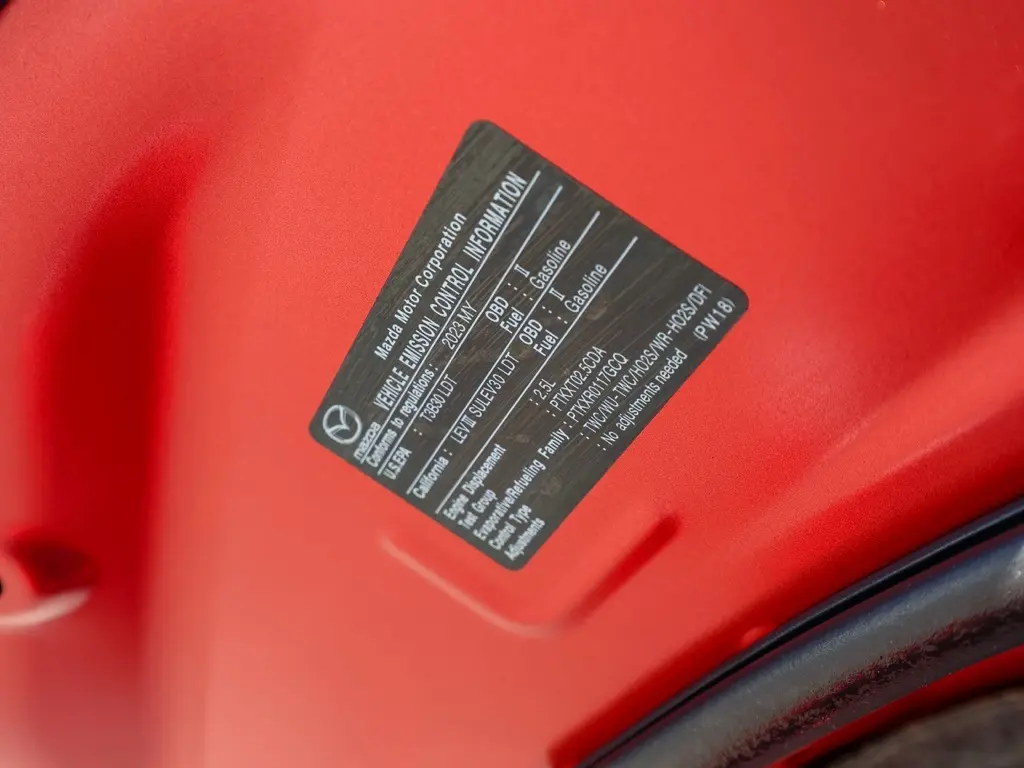 mazda
Mazda Motor Corporation
VEHICLE EMISSION CONTROL INFORMATION
Conforms to regulations: 2023 MY
U.S.EPA : T3B30 LDT OBD : II
Fuel : Gasoline
California : LEVIII SULEV30 LDT OBD : II
Fuel : Gasoline
Engine Displacement : 2.5L
Test Group : PTKXT02.5ODA
Evaporative/Refueling Family : PTKXR0117GCQ
Control Type : TWC/WU-TWC/HO2S/WR-HO2S/DFI
Adjustments : No adjustments needed (PW18)